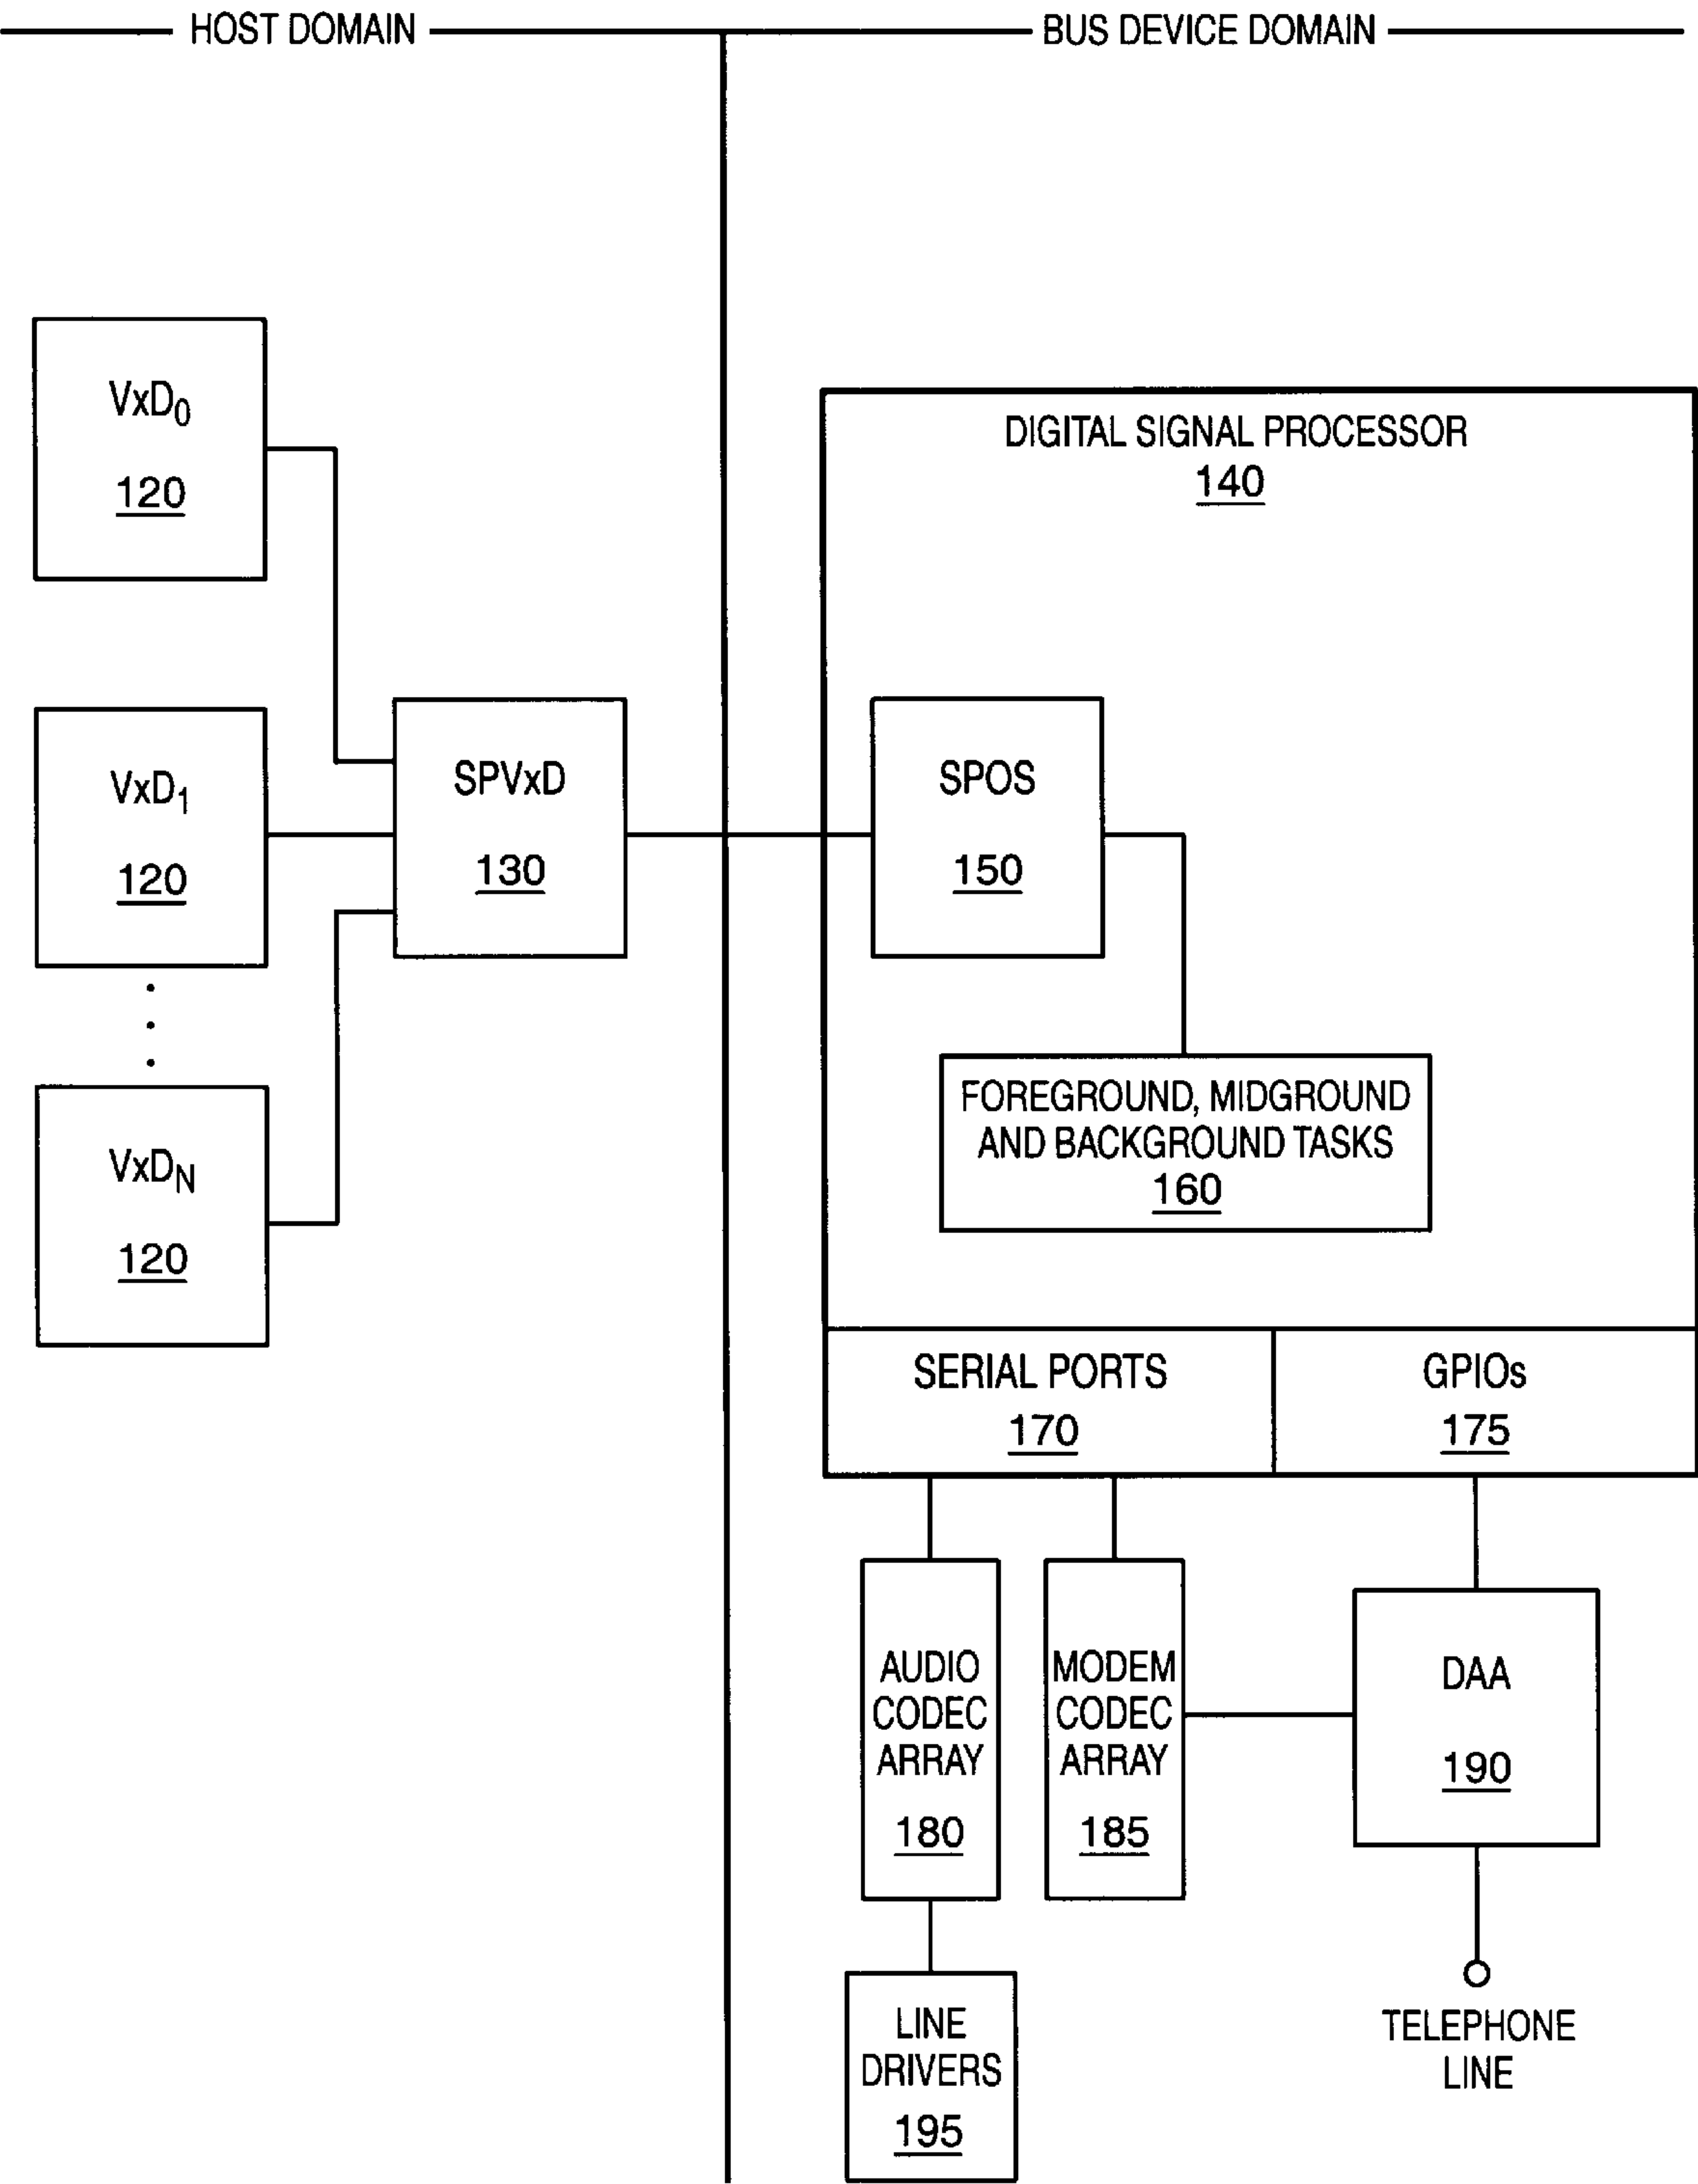 HOST DOMAIN
BUS DEVICE DOMAIN
VxD0
120
VxD1
120
VxDN
120
SPVxD
130
DIGITAL SIGNAL PROCESSOR
140
SPOS
150
FOREGROUND, MIDGROUND
AND BACKGROUND TASKS
160
SERIAL PORTS
170
GPIOs
175
AUDIO
CODEC
ARRAY
180
MODEM
CODEC
ARRAY
185
DAA
190
LINE
DRIVERS
195
TELEPHONE
LINE